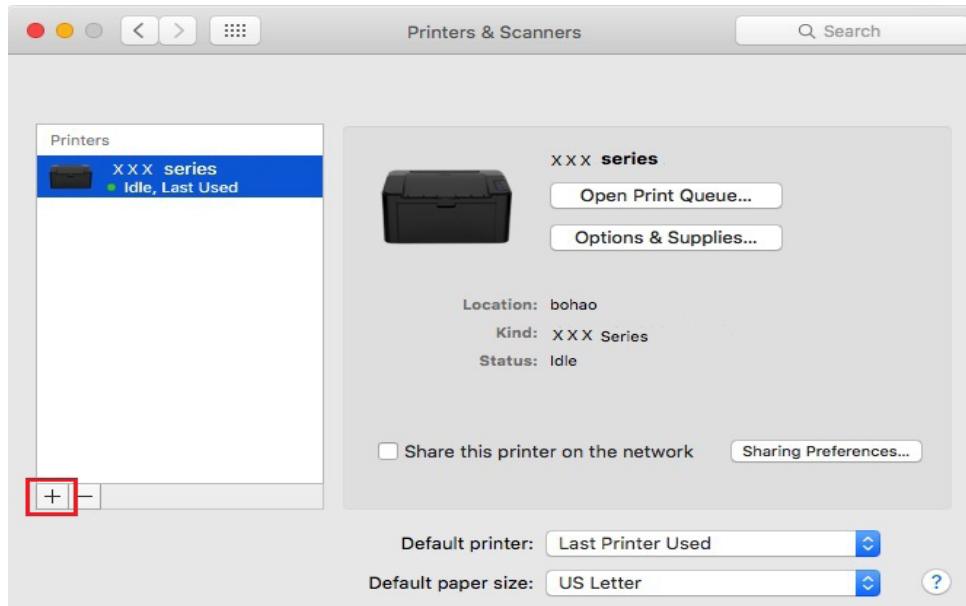 Printers & Scanners
Search
Printers
XXX series
Idle, Last Used
XXX series
Open Print Queue...
Options & Supplies...
Location: bohao
Kind: XXX Series
Status: Idle
Share this printer on the network
Sharing Preferences...
+ −
Default printer: Last Printer Used
Default paper size: US Letter
?